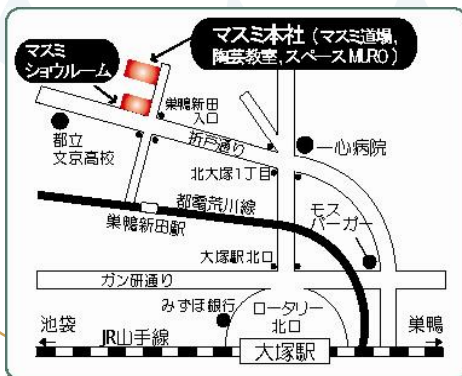 マスミ
ショウルーム
マスミ本社（マスミ道場,
陶芸教室,スペースMURO）
巣鴨新田
入口
都立
文京高校
折戸通り
一心病院
北大塚1丁目
都電荒川線
巣鴨新田駅
モス
バーガー
大塚駅北口
ガン研通り
みずほ銀行
ロータリー
北口
池袋
JR山手線
大塚駅
巣鴨